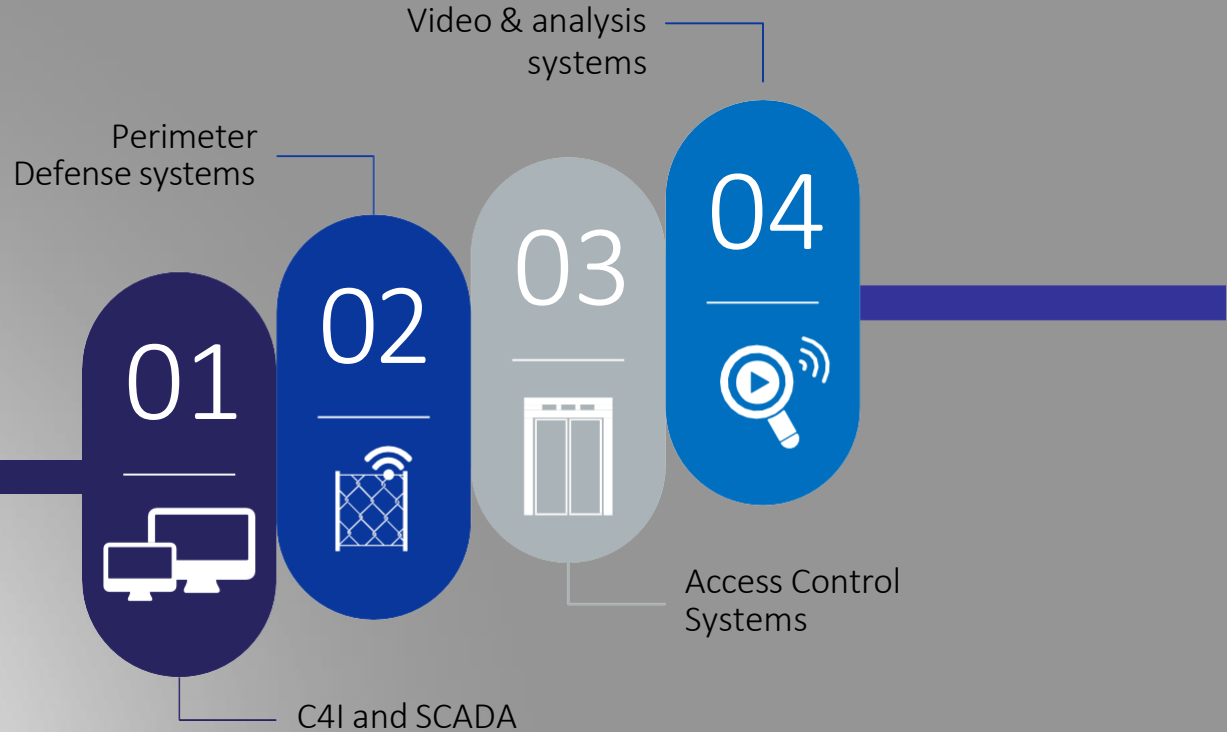 Video & analysis
systems
Perimeter
Defense systems
04
03
02
01
Access Control
Systems
C4I and SCADA